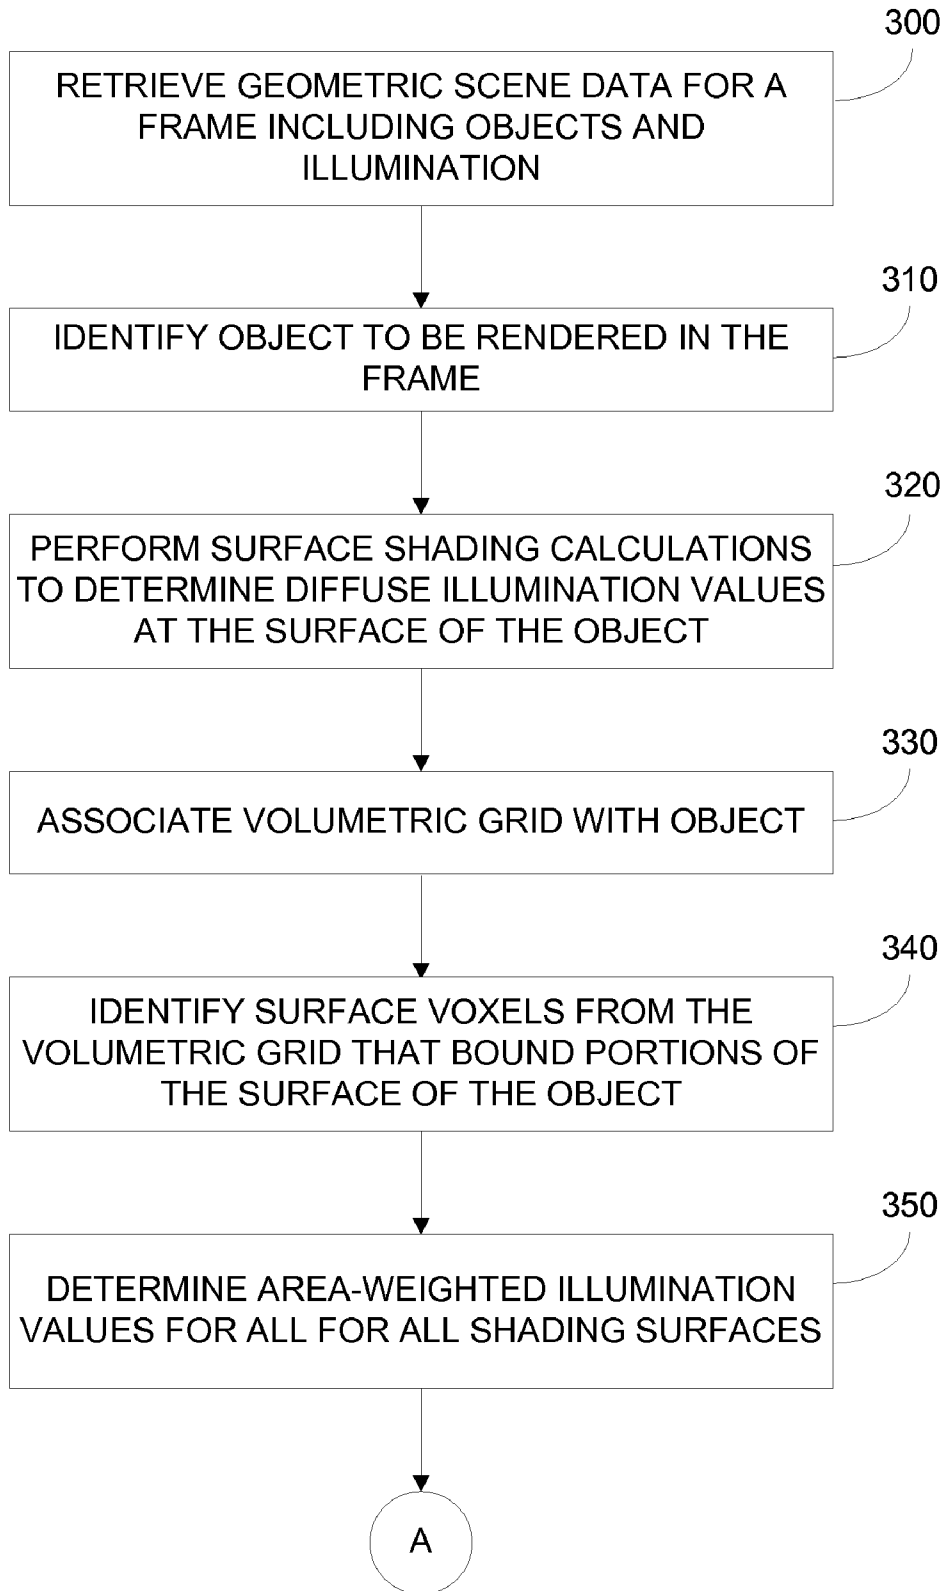 300
RETRIEVE GEOMETRIC SCENE DATA FOR A
FRAME INCLUDING OBJECTS AND
ILLUMINATION
310
IDENTIFY OBJECT TO BE RENDERED IN THE
FRAME
320
PERFORM SURFACE SHADING CALCULATIONS
TO DETERMINE DIFFUSE ILLUMINATION VALUES
AT THE SURFACE OF THE OBJECT
330
ASSOCIATE VOLUMETRIC GRID WITH OBJECT
340
IDENTIFY SURFACE VOXELS FROM THE
VOLUMETRIC GRID THAT BOUND PORTIONS OF
THE SURFACE OF THE OBJECT
350
DETERMINE AREA-WEIGHTED ILLUMINATION
VALUES FOR ALL FOR ALL SHADING SURFACES
A